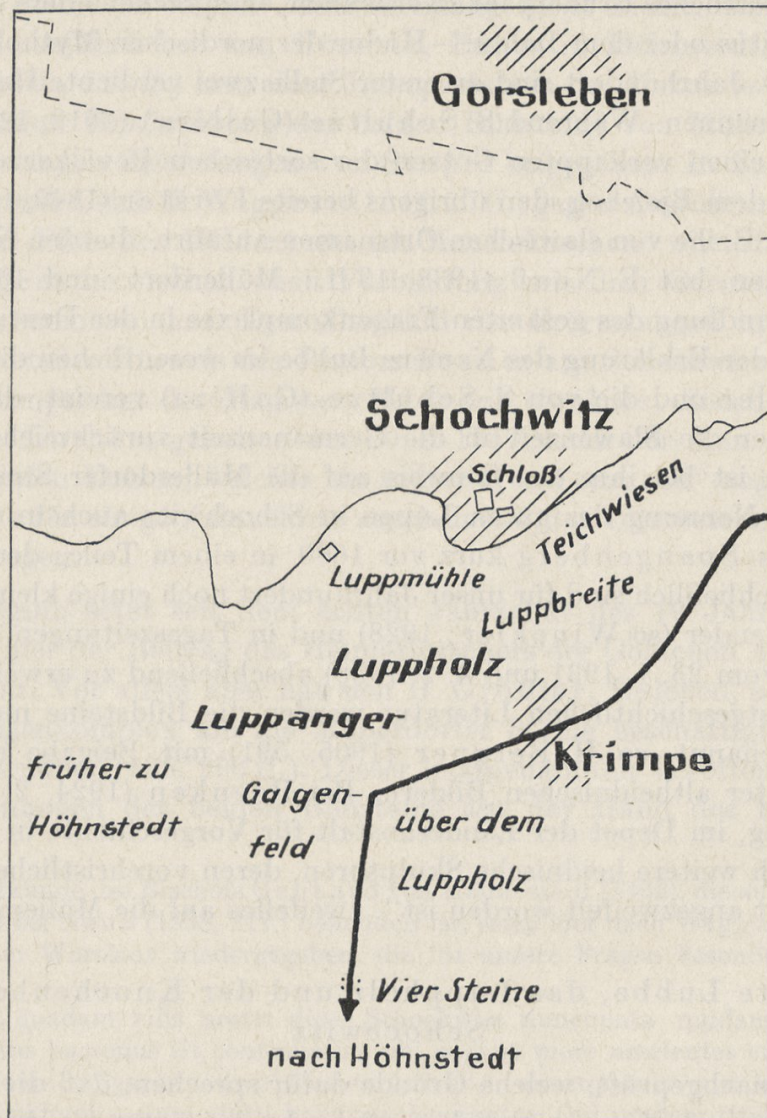 Gorsleben
Schochwitz
Schloß
Teichwiesen
Luppmühle
Luppbreite
Luppholz
Luppanger
Krimpe
früher zu
Höhnstedt
Galgen-
feld
über dem
Luppholz
Vier Steine
nach Höhnstedt